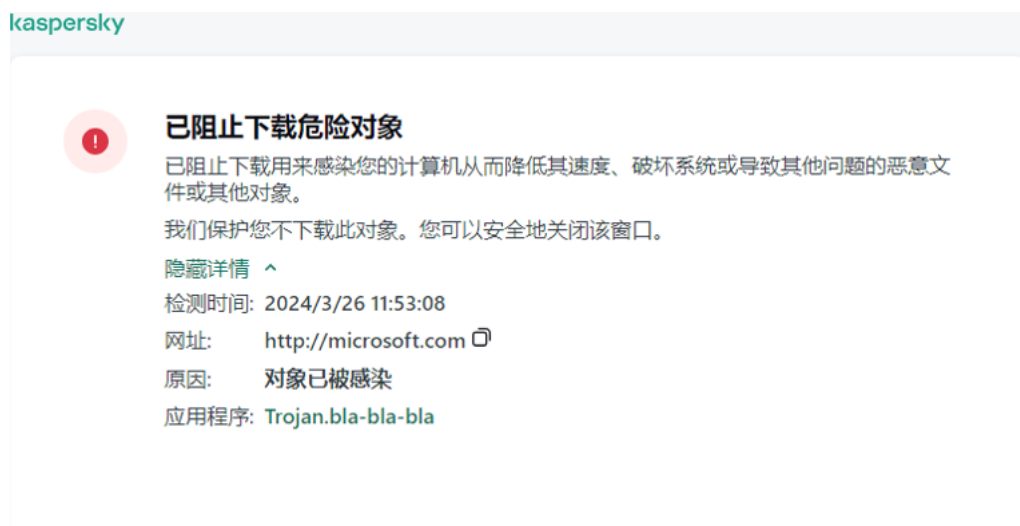 kaspersky
已阻止下载危险对象
已阻止下载用来感染您的计算机从而降低其速度、破坏系统或导致其他问题的恶意文
件或其他对象。
我们保护您不下载此对象。您可以安全地关闭该窗口。
隐藏详情
检测时间: 2024/3/26 11:53:08
网址: http://microsoft.com
原因: 对象已被感染
应用程序: Trojan.bla-bla-bla